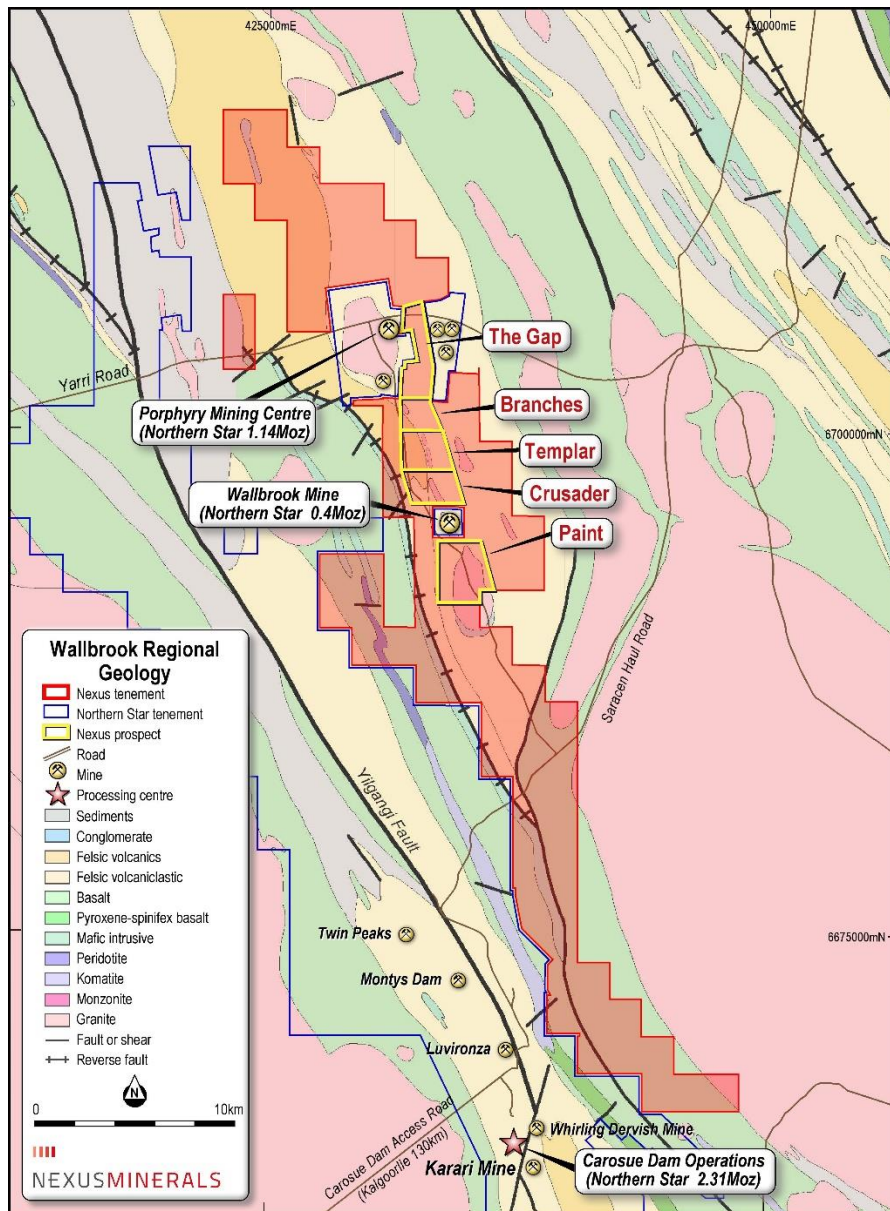 425000mE
450000mE
The Gap
Yarri Road
Branches
Porphyry Mining Centre
(Northern Star 1.14Moz)
6700000mN
Templar
Wallbrook Mine
(Northern Star 0.4Moz)
Crusader
Paint
Saracen Haul Road
Yilgangi Fault
Wallbrook Regional
Geology
Nexus tenement
Northern Star tenement
Nexus prospect
Road
Mine
Processing centre
Sediments
Conglomerate
Felsic volcanics
Felsic volcaniclastic
Basalt
Pyroxene-spinifex basalt
Mafic intrusive
Peridotite
Komatite
Monzonite
Granite
Fault or shear
Reverse fault
N
0 10km
NEXUSMINERALS
Twin Peaks
6675000mN
Montys Dam
Luvironza
Carosue Dam Access Road
(Kalgoorlie 130km)
Whirling Dervish Mine
Karari Mine
Carosue Dam Operations
(Northern Star 2.31Moz)